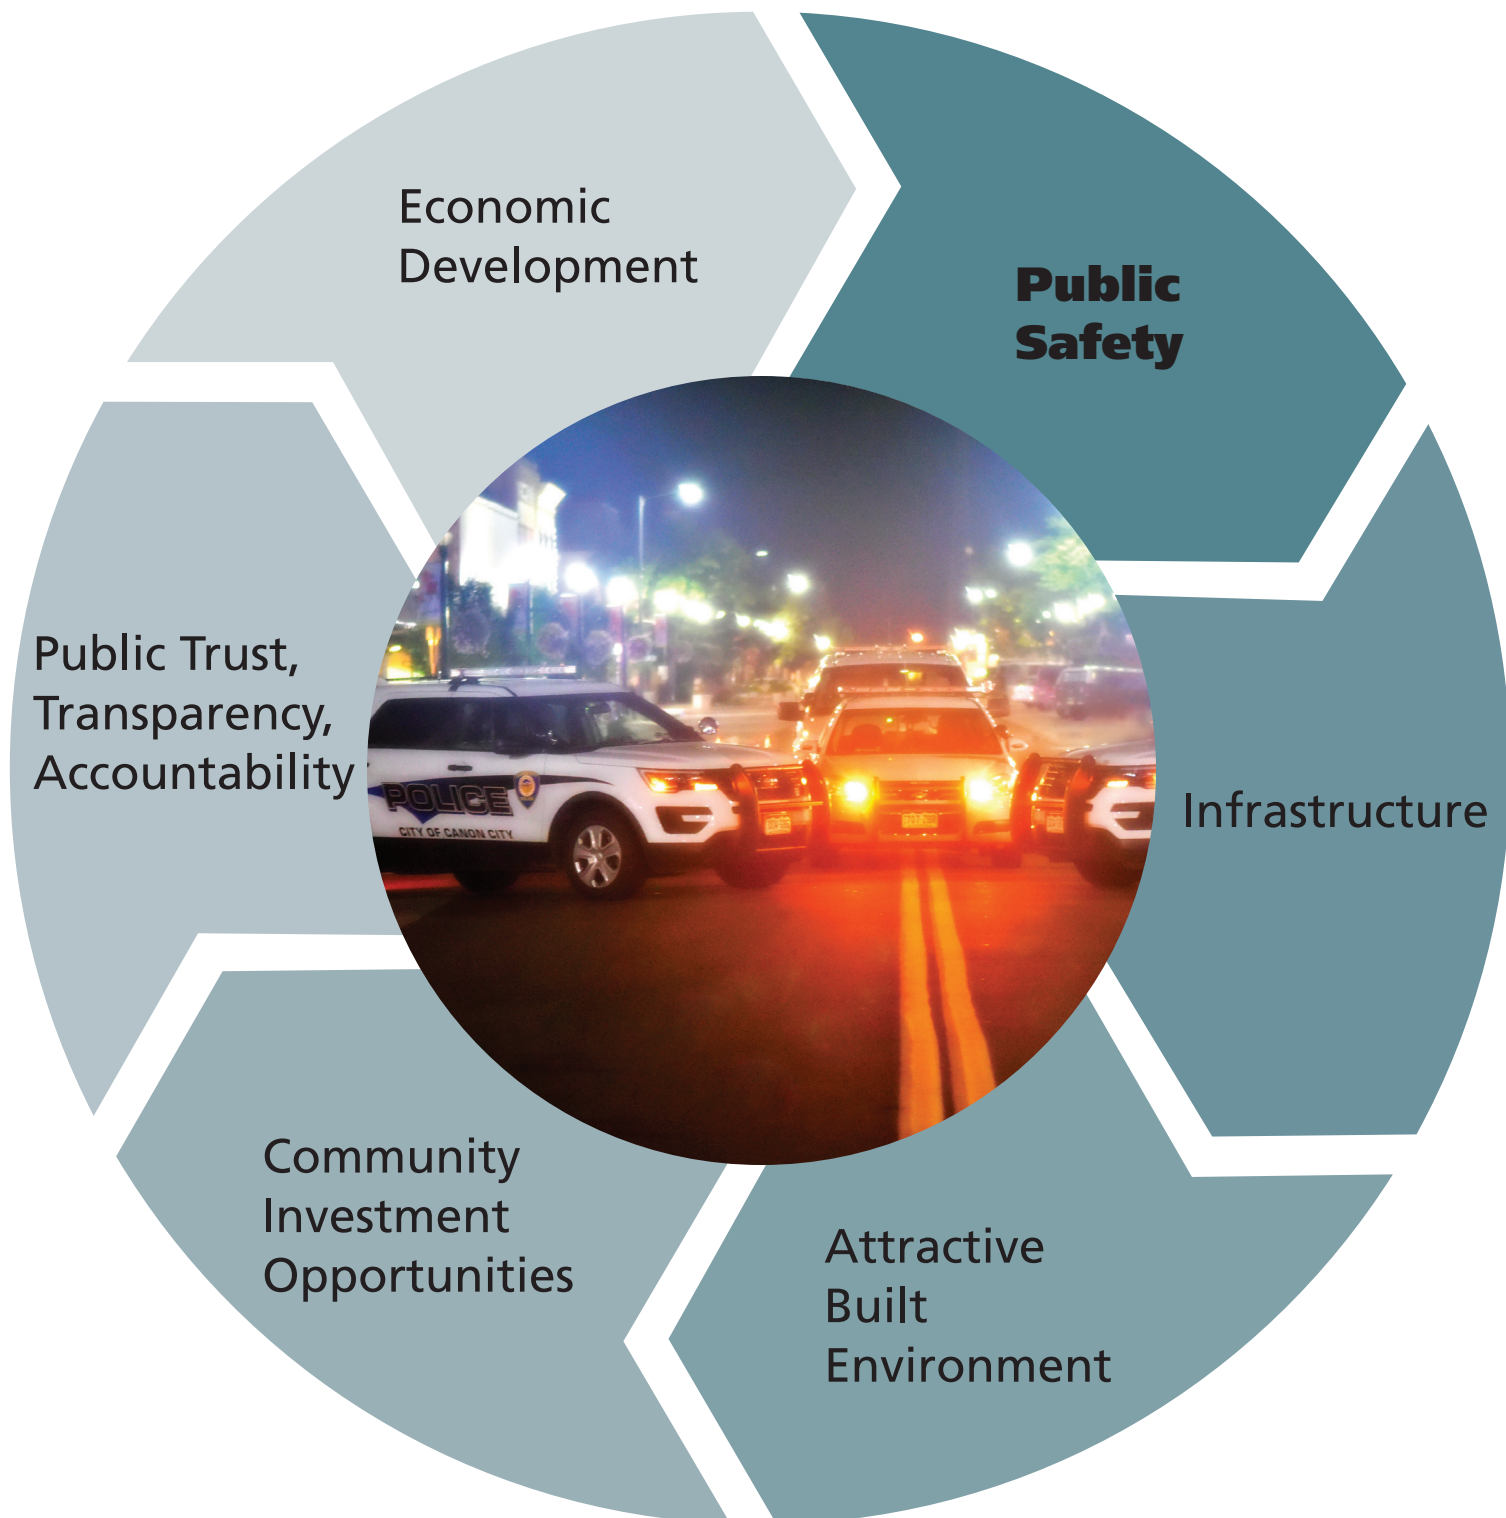 Economic
Development
Public
Safety
Public Trust,
Transparency,
Accountability
Infrastructure
Community
Investment
Opportunities
Attractive
Built
Environment
POLICE
CITY OF CANON CITY